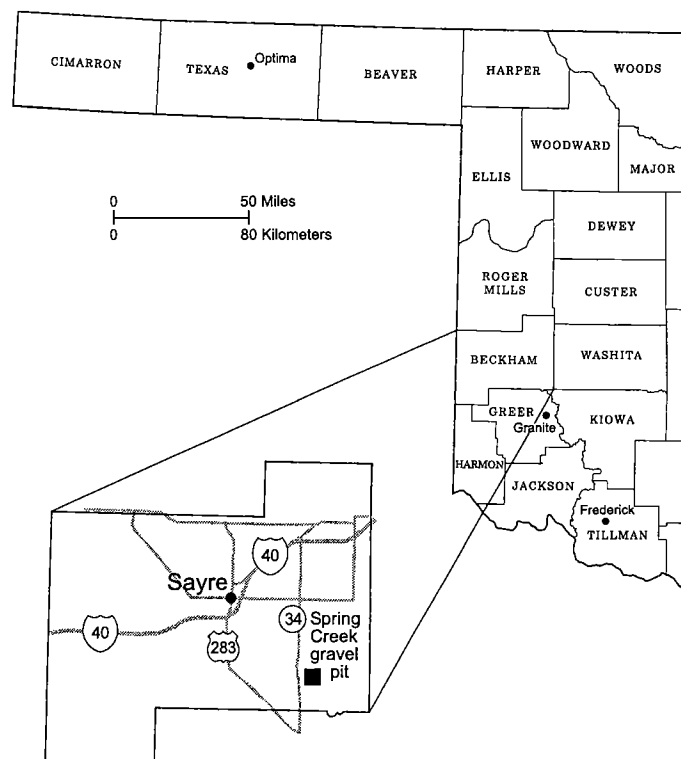 CIMARRON
TEXAS
Optima
BEAVER
HARPER
WOODS
WOODWARD
MAJOR
ELLIS
0 50 Miles
0 80 Kilometers
DEWEY
ROGER
MILLS
CUSTER
BECKHAM
WASHITA
GREER
Granite
KIOWA
HARMON
JACKSON
Frederick
TILLMAN
40
Sayre
40
283
34
Spring
Creek
gravel
pit